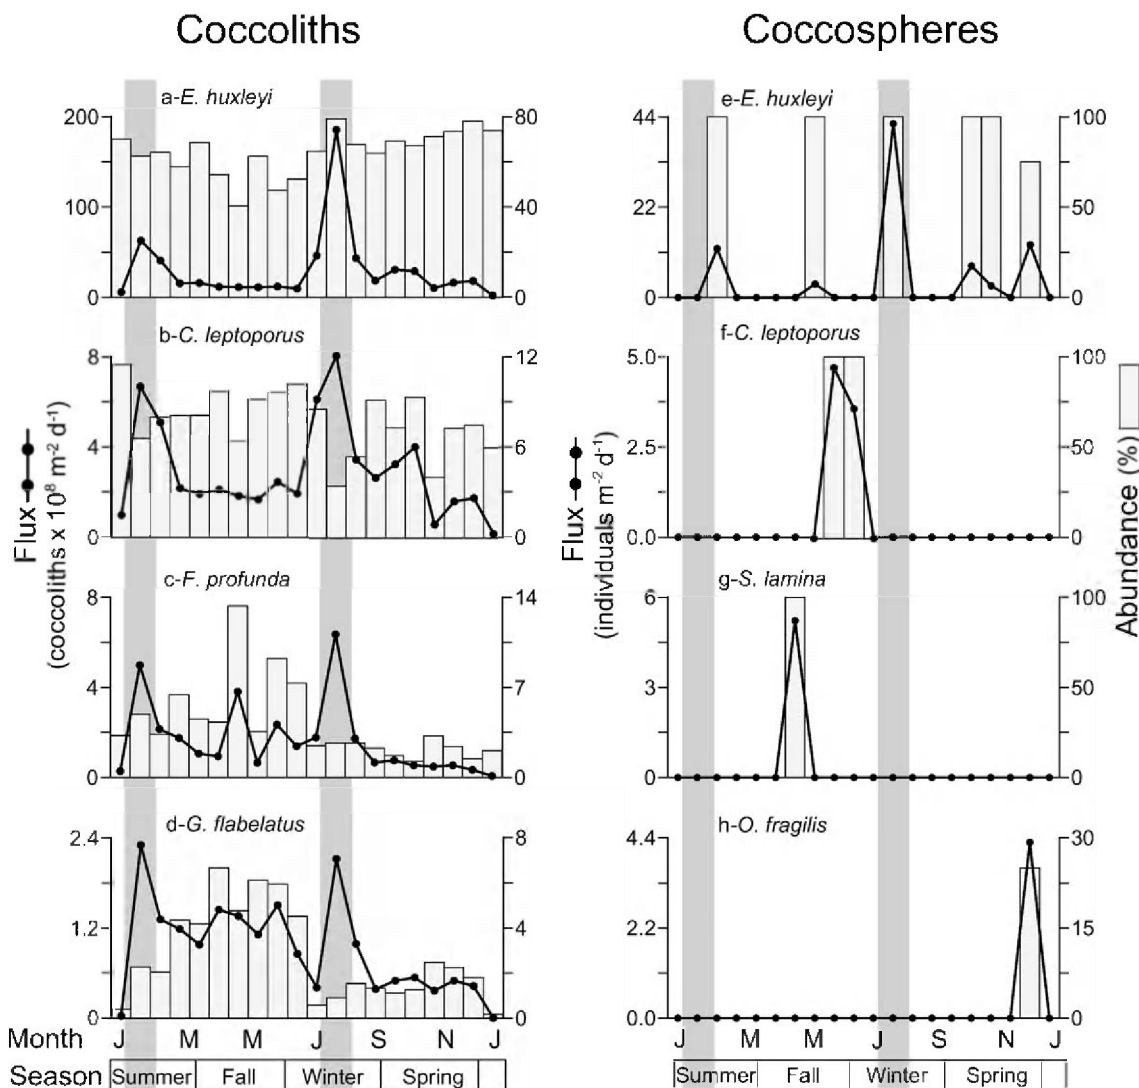 Coccoliths
Coccospheres
a-E. huxleyi
200
100
0
80
40
20
0
e-E. huxleyi
44
22
0
100
50
0
b-C. leptoporus
8
4
0
12
6
0
f-C. leptoporus
5.0
2.5
0.0
100
50
0
c-F. profunda
8
4
0
14
7
0
g-S. lamina
6
3
0
100
50
0
d-G. flabelatus
2.4
1.2
0
8
4
2
0
h-O. fragilis
4.4
2.2
0.0
30
15
0
Flux
(coccoliths x 10⁸ m⁻² d⁻¹)
Flux
(individuals m⁻² d⁻¹)
Abundance (%)
Month J M M J S N J
J M M J S N J
Season Summer Fall Winter Spring
Summer Fall Winter Spring